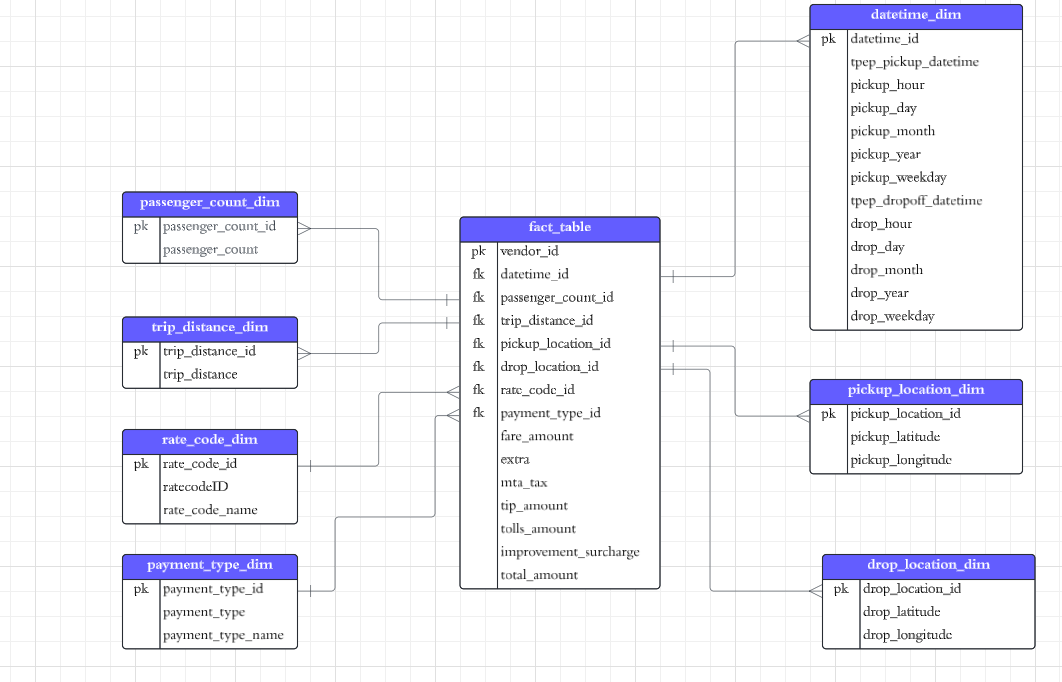 datetime_dim
pk datetime_id
tpep_pickup_datetime
pickup_hour
pickup_day
pickup_month
pickup_year
pickup_weekday
tpep_dropoff_datetime
drop_hour
drop_day
drop_month
drop_year
drop_weekday
passenger_count_dim
pk passenger_count_id
passenger_count
trip_distance_dim
pk trip_distance_id
trip_distance
rate_code_dim
pk rate_code_id
ratecodeID
rate_code_name
payment_type_dim
pk payment_type_id
payment_type
payment_type_name
fact_table
pk vendor_id
fk datetime_id
fk passenger_count_id
fk trip_distance_id
fk pickup_location_id
fk drop_location_id
fk rate_code_id
fk payment_type_id
fare_amount
extra
mta_tax
tip_amount
tolls_amount
improvement_surcharge
total_amount
pickup_location_dim
pk pickup_location_id
pickup_latitude
pickup_longitude
drop_location_dim
pk drop_location_id
drop_latitude
drop_longitude